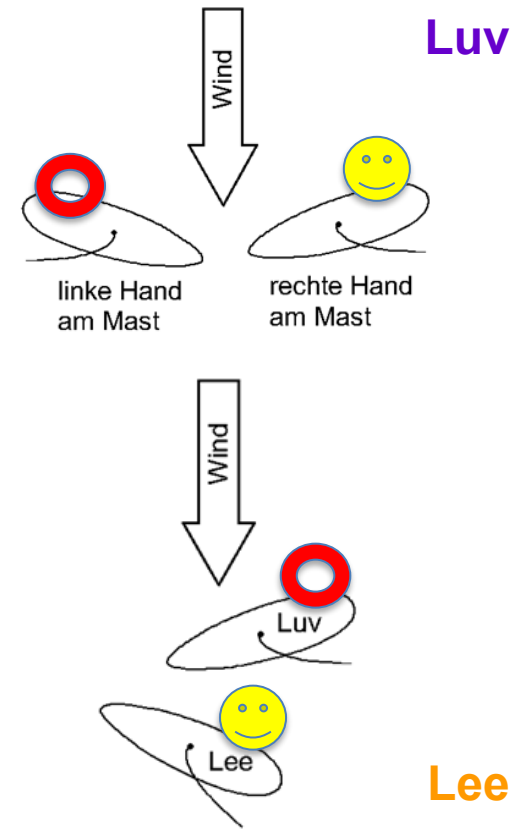 Luv
Wind
linke Hand
am Mast
rechte Hand
am Mast
Wind
Luv
Lee
Lee